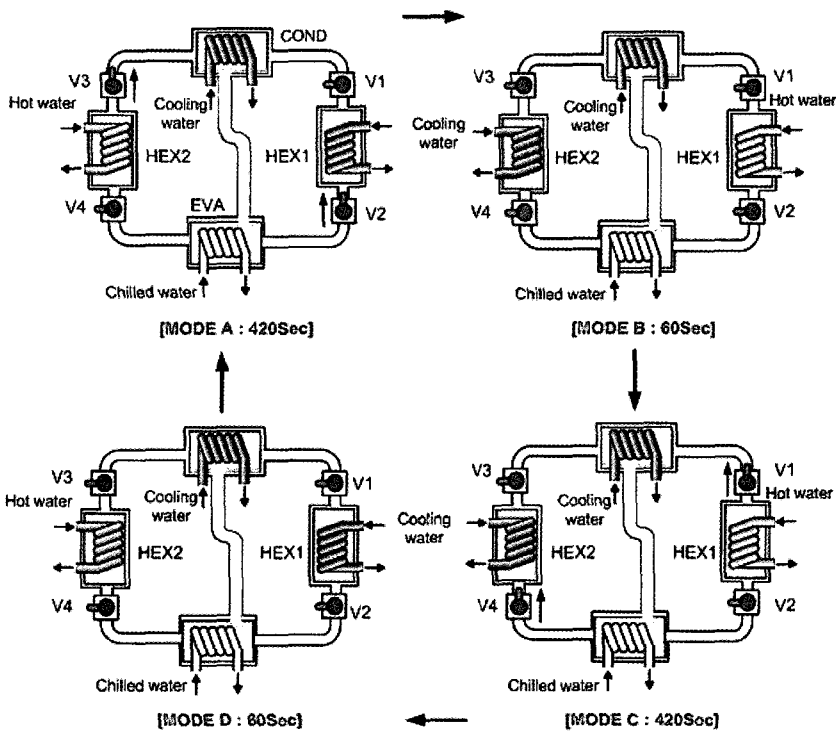 COND
V3
V1
Hot water
Cooling
water
HEX2
HEX1
V4
EVA
V2
Chilled water
[MODE A : 420Sec]
V3
V1
Cooling
water
Hot water
Cooling
water
HEX2
HEX1
V4
V2
Chilled water
[MODE B : 60Sec]
V3
V1
Hot water
Cooling
water
HEX2
HEX1
V4
V2
Chilled water
[MODE D : 60Sec]
V3
V1
Cooling
water
Hot water
Cooling
water
HEX2
HEX1
V4
V2
Chilled water
[MODE C : 420Sec]